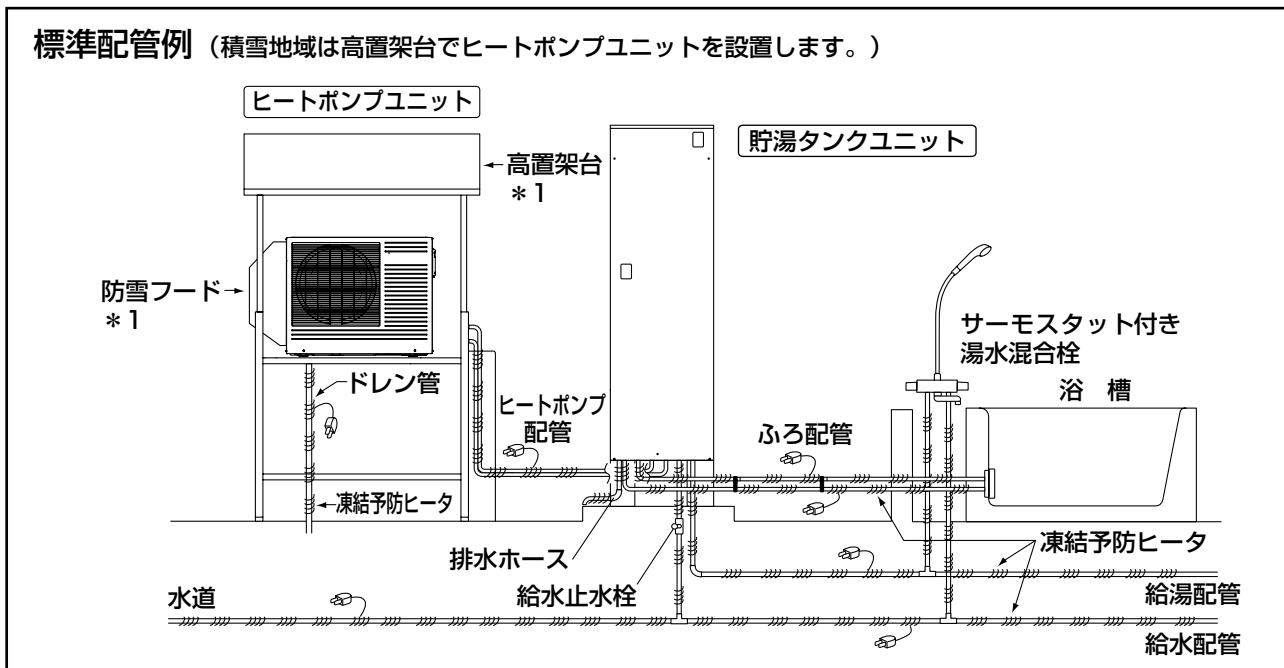 標準配管例（積雪地域は高置架台でヒートポンプユニットを設置します。）
ヒートポンプユニット
貯湯タンクユニット
高置架台
＊1
防雪フード
＊1
サーモスタット付き
湯水混合栓
浴 槽
ドレン管
ヒートポンプ
配管
ふろ配管
凍結予防ヒータ
排水ホース
凍結予防ヒータ
給水止水栓
水道
給湯配管
給水配管